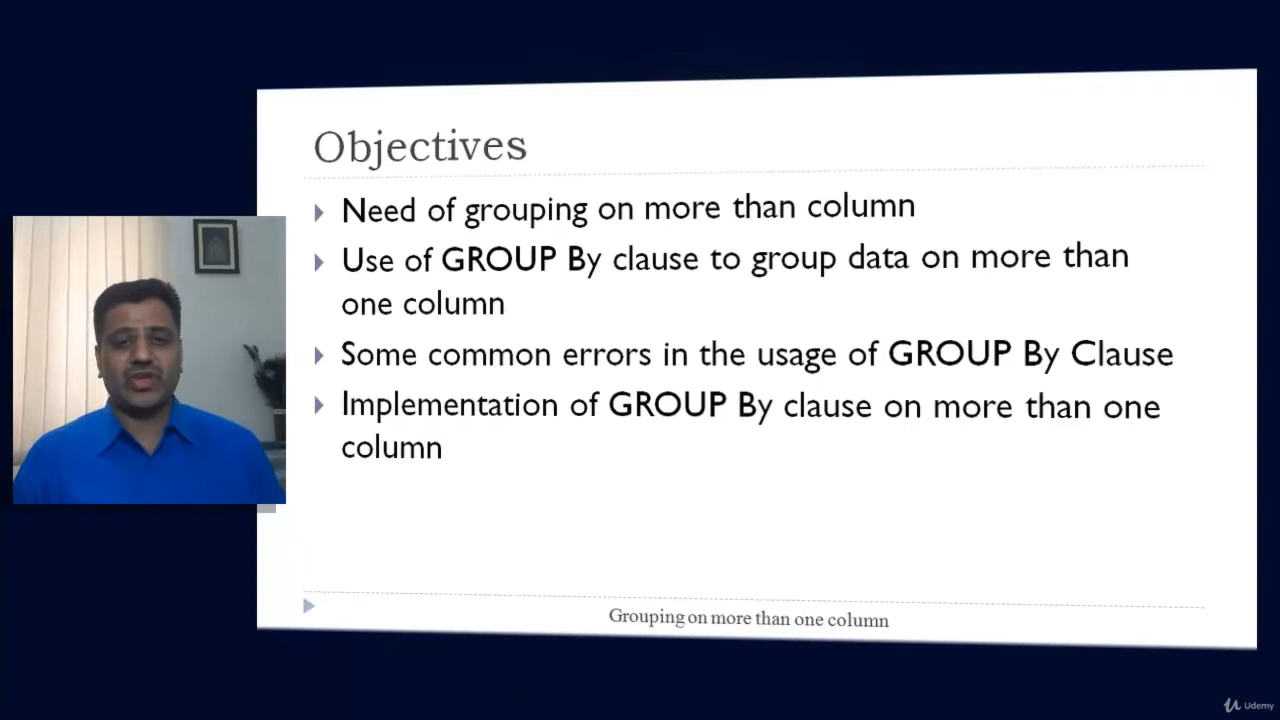 Objectives
Need of grouping on more than column
Use of GROUP By clause to group data on more than
one column
Some common errors in the usage of GROUP By Clause
Implementation of GROUP By clause on more than one
column
Grouping on more than one column
Udemy